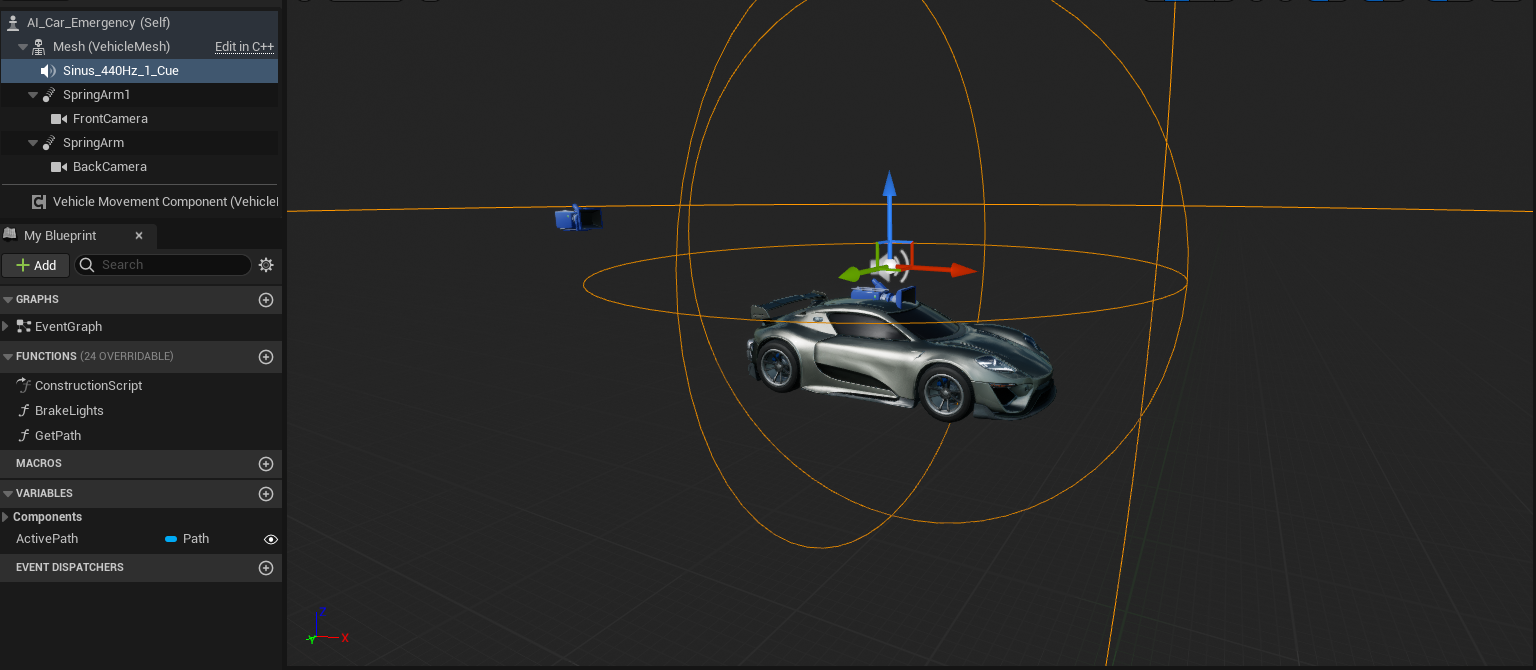 AI_Car_Emergency (Self)
Mesh (VehicleMesh) Edit in C++
Sinus_440Hz_1_Cue
SpringArm1
FrontCamera
SpringArm
BackCamera
Vehicle Movement Component (Vehicle
My Blueprint
Add Search
GRAPHS
EventGraph
FUNCTIONS (24 OVERRIDABLE)
ConstructionScript
BrakeLights
GetPath
MACROS
VARIABLES
Components
ActivePath Path
EVENT DISPATCHERS
Z
Y X